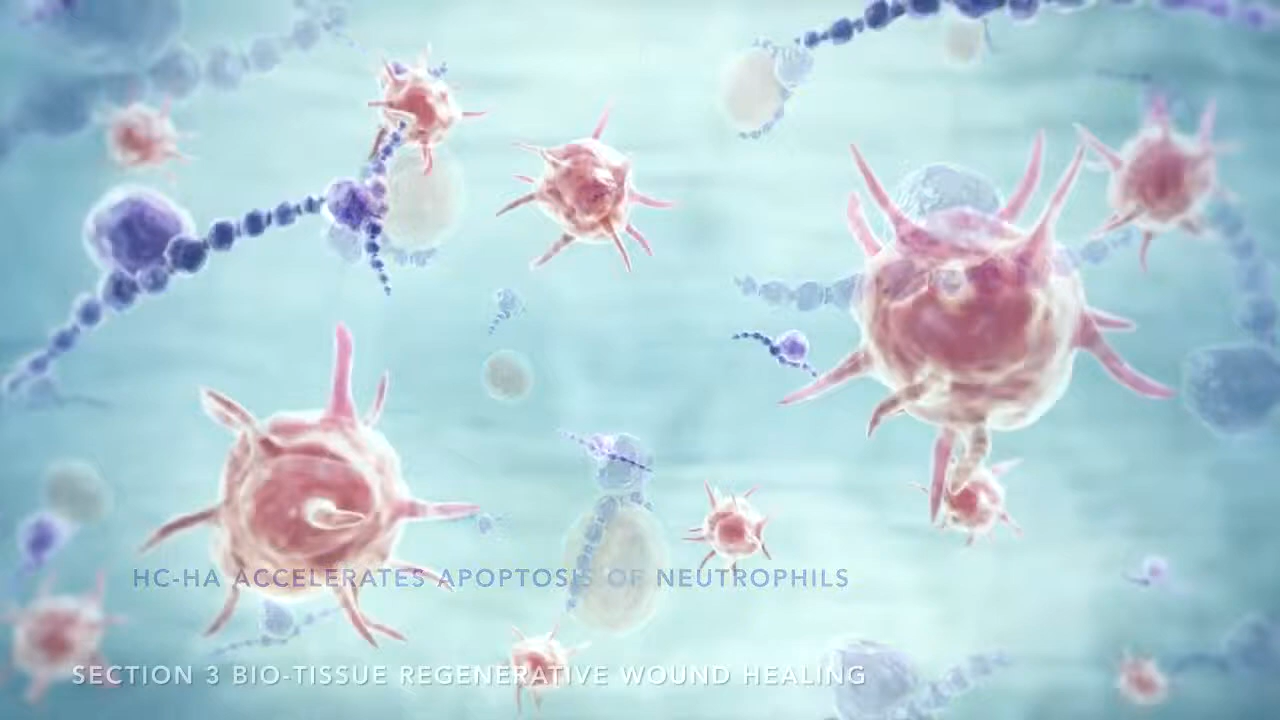 HC-HA ACCELERATES APOPTOSIS OF NEUTROPHILS
SECTION 3 BIO-TISSUE REGENERATIVE WOUND HEALING